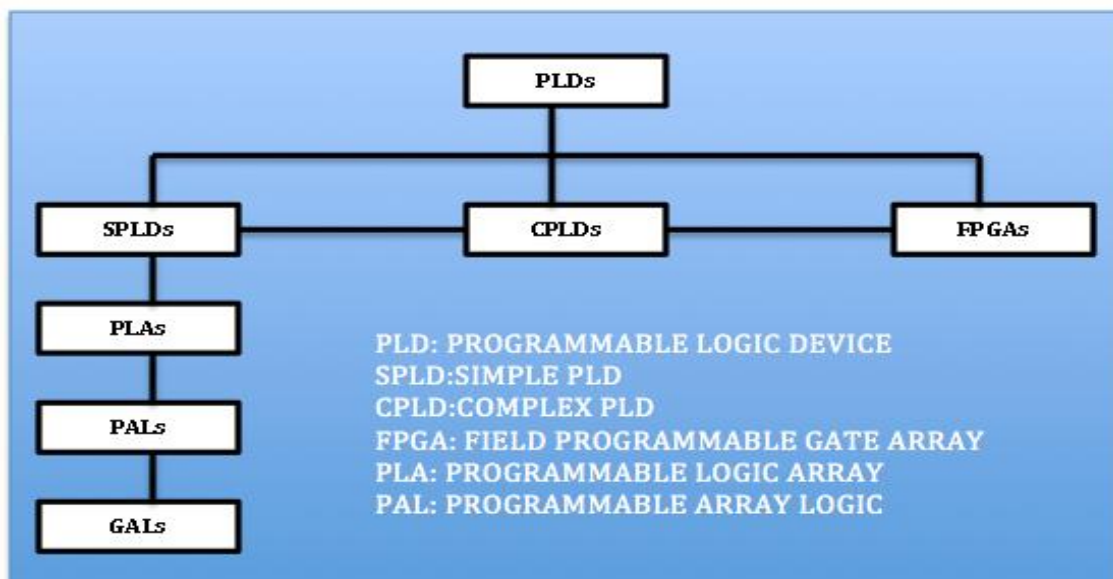 PLDs
SPLDs
CPLDs
FPGAs
PLAs
PALs
GALs
PLD: PROGRAMMABLE LOGIC DEVICE
SPLD:SIMPLE PLD
CPLD:COMPLEX PLD
FPGA: FIELD PROGRAMMABLE GATE ARRAY
PLA: PROGRAMMABLE LOGIC ARRAY
PAL: PROGRAMMABLE ARRAY LOGIC